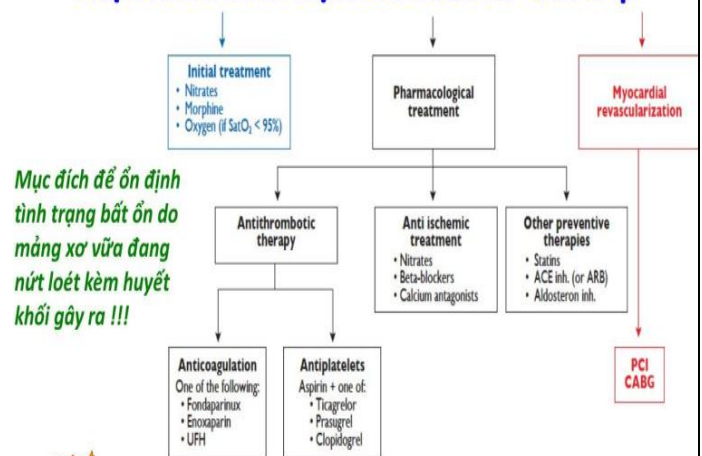 Initial treatment
• Nitrates
• Morphine
• Oxygen (if SatO₂ < 95%)
Pharmacological
treatment
Myocardial
revascularization
Mục đích để ổn định
tình trạng bất ổn do
mảng xơ vữa đang
nứt loét kèm huyết
khối gây ra !!!
Antithrombotic
therapy
Anti ischemic
treatment
• Nitrates
• Beta-blockers
• Calcium antagonists
Other preventive
therapies
• Statins
• ACE inh. (or ARB)
• Aldosteron inh.
Anticoagulation
One of the following:
• Fondaparinux
• Enoxaparin
• UFH
Antiplatelets
Aspirin + one of:
• Ticagrelor
• Prasugrel
• Clopidogrel
PCI
CABG